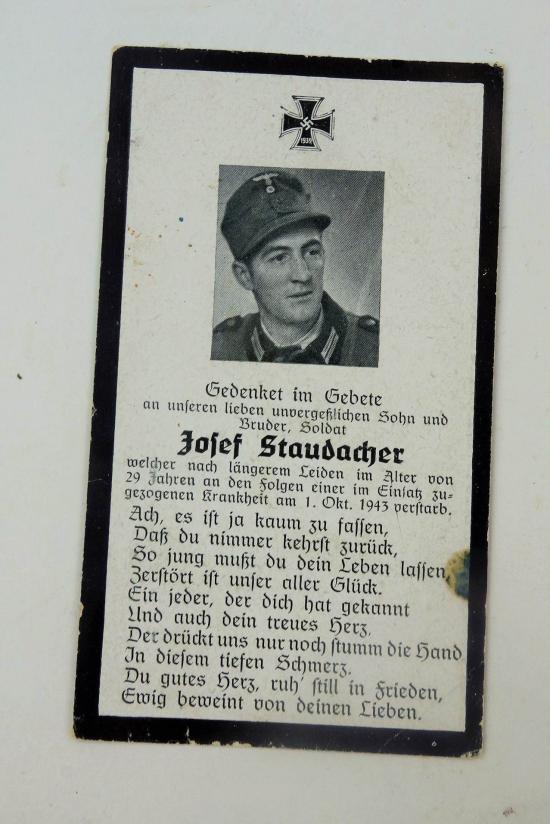 1939
Gedenket im Gebete
an unseren lieben unvergeßlichen Sohn und
Bruder, Soldat
Josef Staudacher
welcher nach längerem Leiden im Alter von
29 Jahren an den Folgen einer im Einsatz zu-
gezogenen Krankheit am 1. Okt. 1943 verstarb.
Ach, es ist ja kaum zu fassen,
Daß du nimmer kehrst zurück,
So jung mußt du dein Leben lassen,
Zerstört ist unser aller Glück.
Ein jeder, der dich hat gekannt
Und auch dein treues Herz,
Der drückt uns nur noch stumm die Hand
In diesem tiefen Schmerz.
Du gutes Herz, ruh' still in Frieden,
Ewig beweint von deinen Lieben.